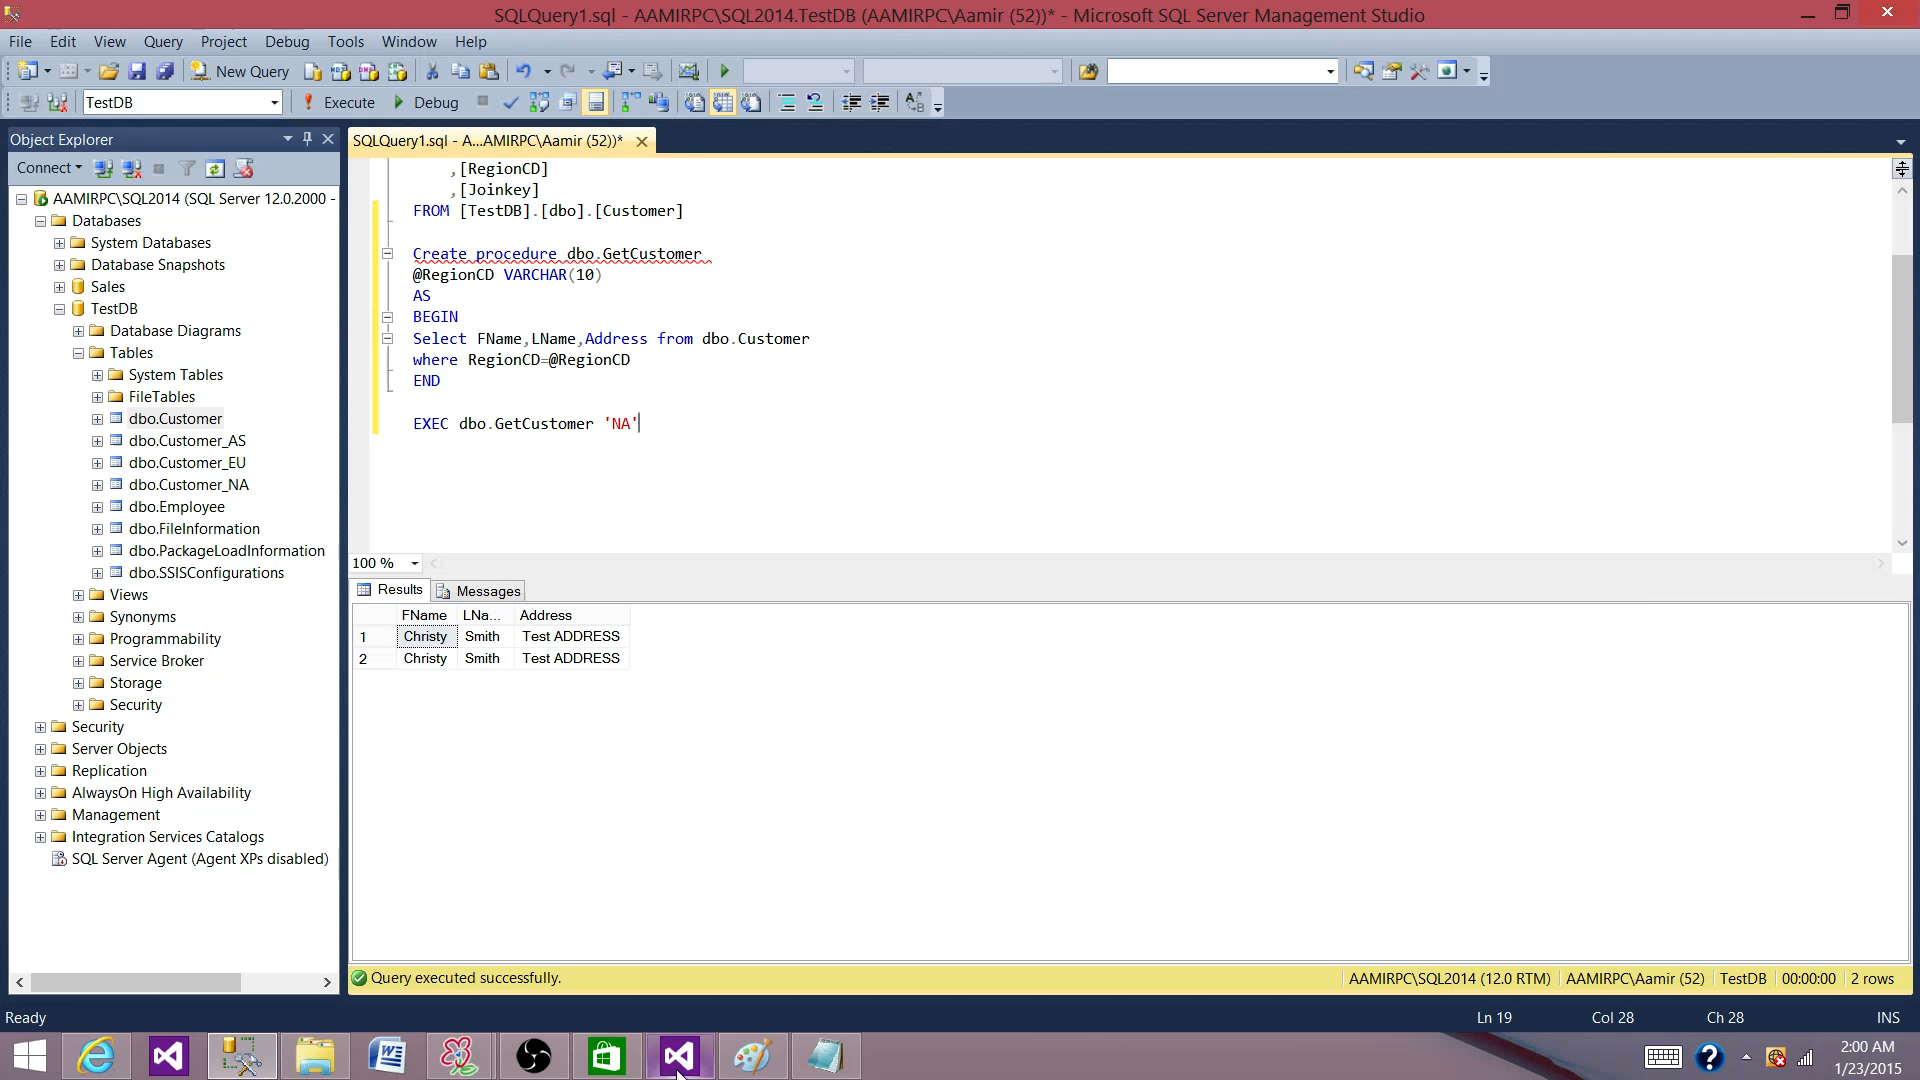 SQLQuery1.sql - AAMIRPC\SQL2014.TestDB (AAMIRPC\Aamir (52))* - Microsoft SQL Server Management Studio
File Edit View Query Project Debug Tools Window Help
New Query
TestDB Execute Debug
Object Explorer
Connect
AAMIRPC\SQL2014 (SQL Server 12.0.2000 -
Databases
System Databases
Database Snapshots
Sales
TestDB
Database Diagrams
Tables
System Tables
FileTables
dbo.Customer
dbo.Customer_AS
dbo.Customer_EU
dbo.Customer_NA
dbo.Employee
dbo.FileInformation
dbo.PackageLoadInformation
dbo.SSISConfigurations
Views
Synonyms
Programmability
Service Broker
Storage
Security
Security
Server Objects
Replication
AlwaysOn High Availability
Management
Integration Services Catalogs
SQL Server Agent (Agent XPs disabled)
SQLQuery1.sql - A...AMIRPC\Aamir (52))*
,[RegionCD]
,[Joinkey]
FROM [TestDB].[dbo].[Customer]
Create procedure dbo.GetCustomer
@RegionCD VARCHAR(10)
AS
BEGIN
Select FName,LName,Address from dbo.Customer
where RegionCD=@RegionCD
END
EXEC dbo.GetCustomer 'NA'
100 %
Results Messages
FName LNa... Address
1 Christy Smith Test ADDRESS
2 Christy Smith Test ADDRESS
Query executed successfully. AAMIRPC\SQL2014 (12.0 RTM) AAMIRPC\Aamir (52) TestDB 00:00:00 2 rows
Ready Ln 19 Col 28 Ch 28 INS
2:00 AM
1/23/2015